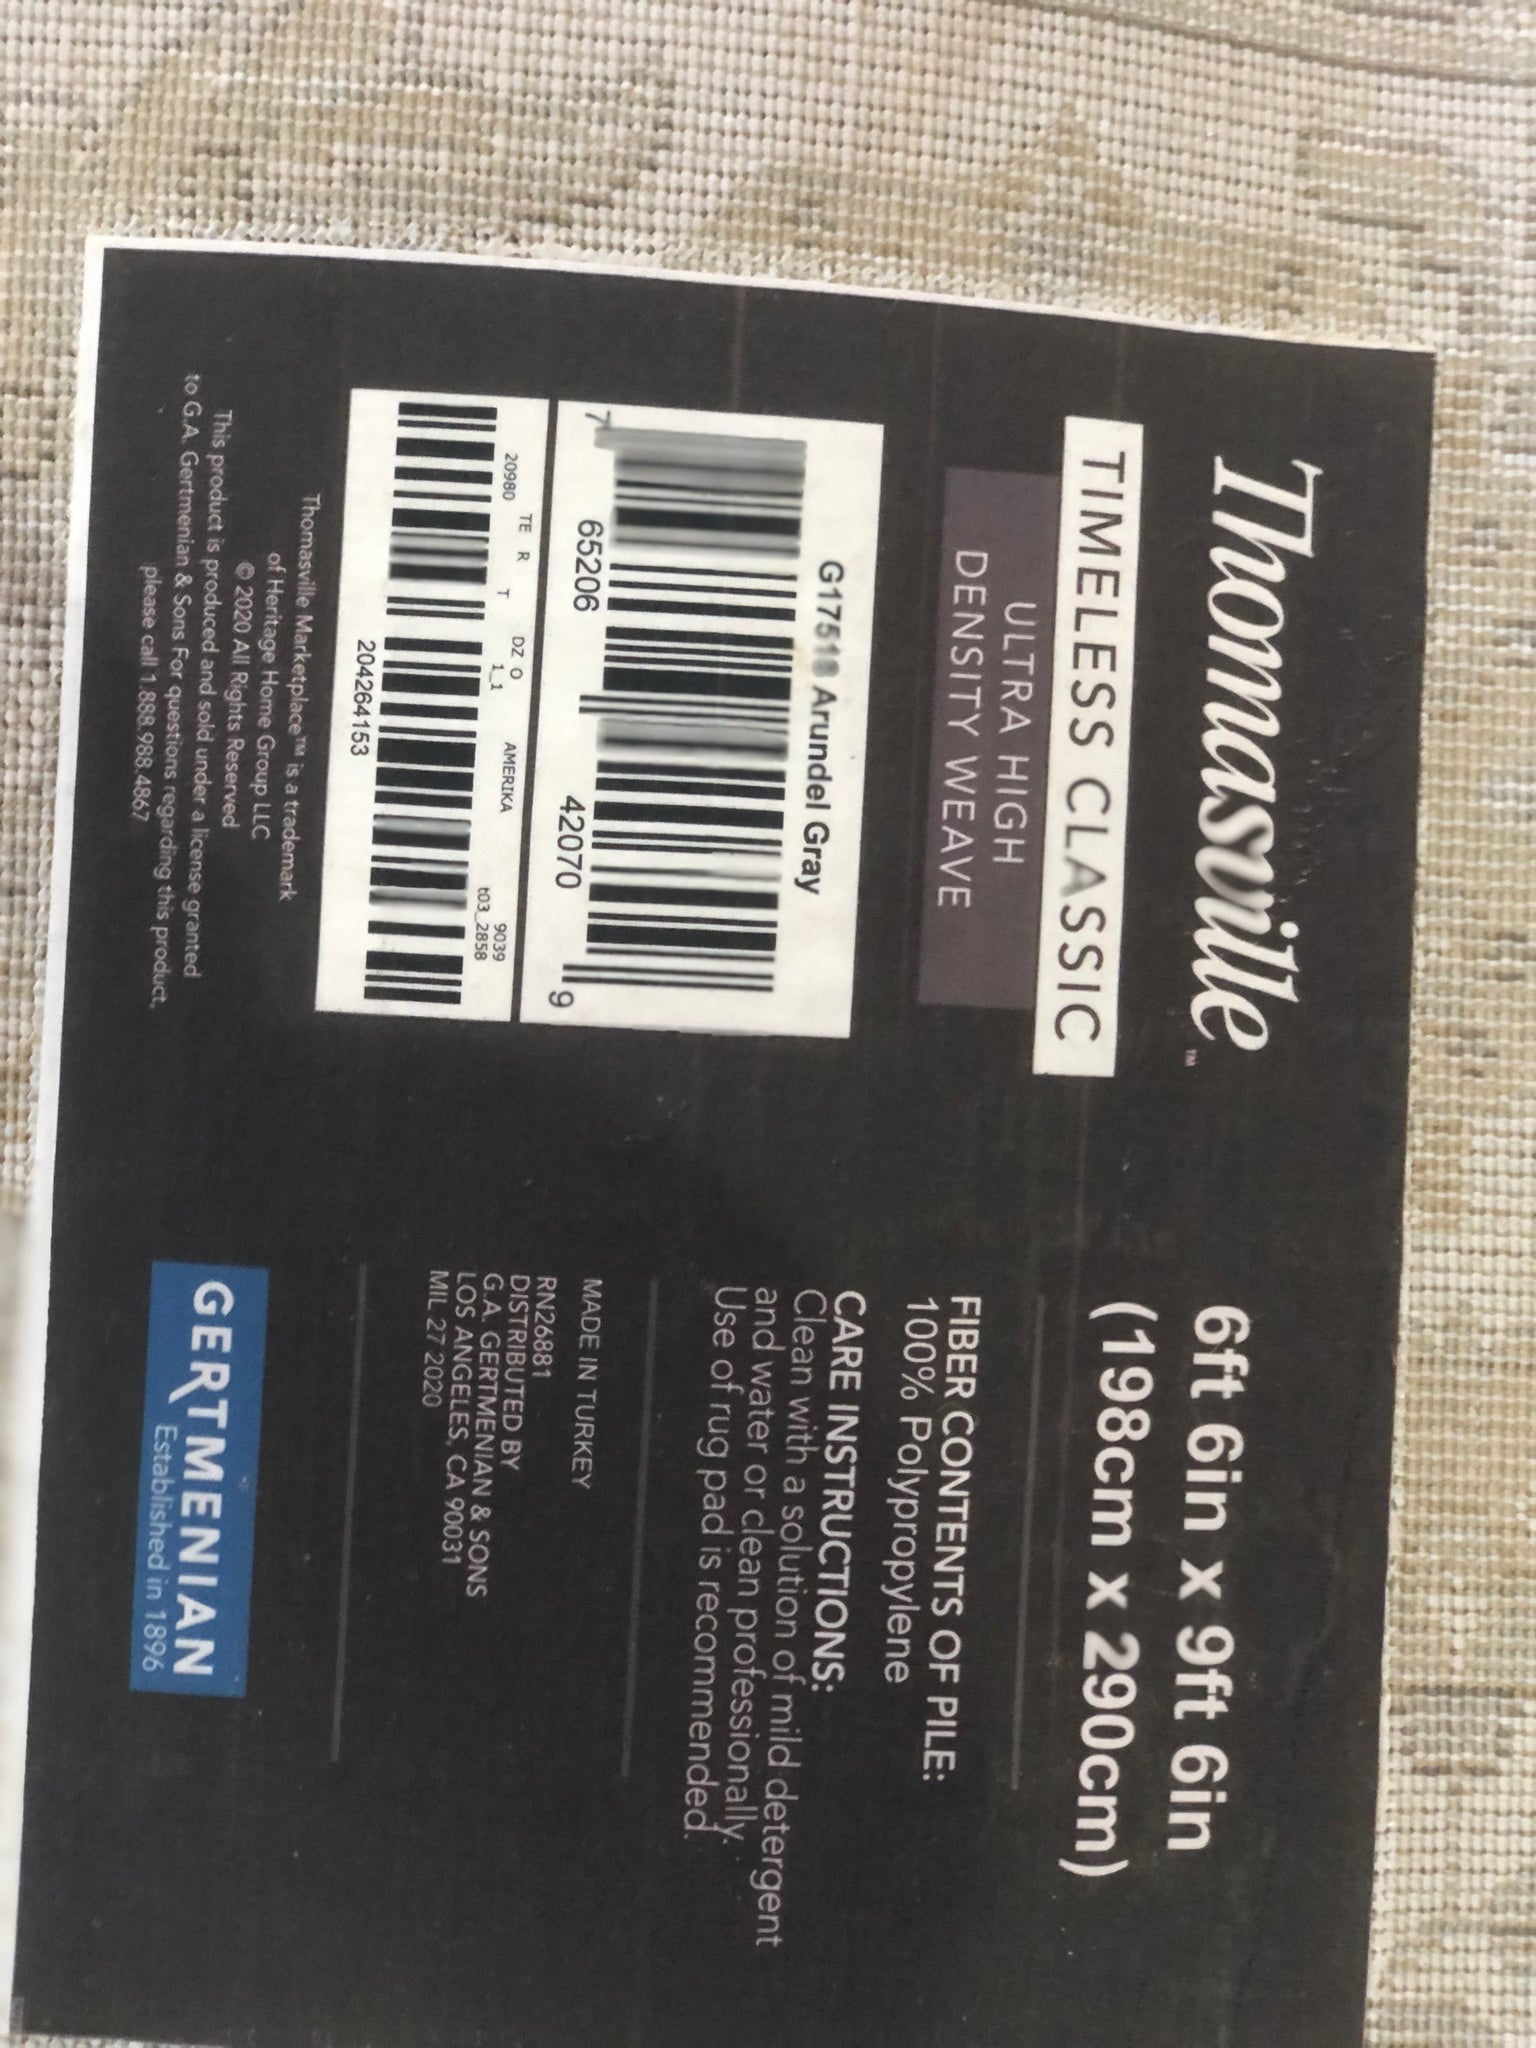 Thomasville™
TIMELESS CLASSIC
ULTRA HIGH
DENSITY WEAVE
Arundel Gray
7 65206 42070 9
20980 TE R T DZ O AMERIKA 9039
1_1 t03_2858
204264153
Thomasville Marketplace™ is a trademark
of Heritage Home Group LLC
© 2020 All Rights Reserved
This product is produced and sold under a license granted
to G.A. Gertmenian & Sons For questions regarding this product,
please call 1.888.988.4867
6ft 6in x 9ft 6in
(198cm x 290cm)
FIBER CONTENTS OF PILE:
100% Polypropylene
CARE INSTRUCTIONS:
Clean with a solution of mild detergent
and water or clean professionally.
Use of rug pad is recommended.
MADE IN TURKEY
RN26881
DISTRIBUTED BY
G.A. GERTMENIAN & SONS
LOS ANGELES, CA 90031
MIL 27 2020
GERTMENIAN
Established in 1896